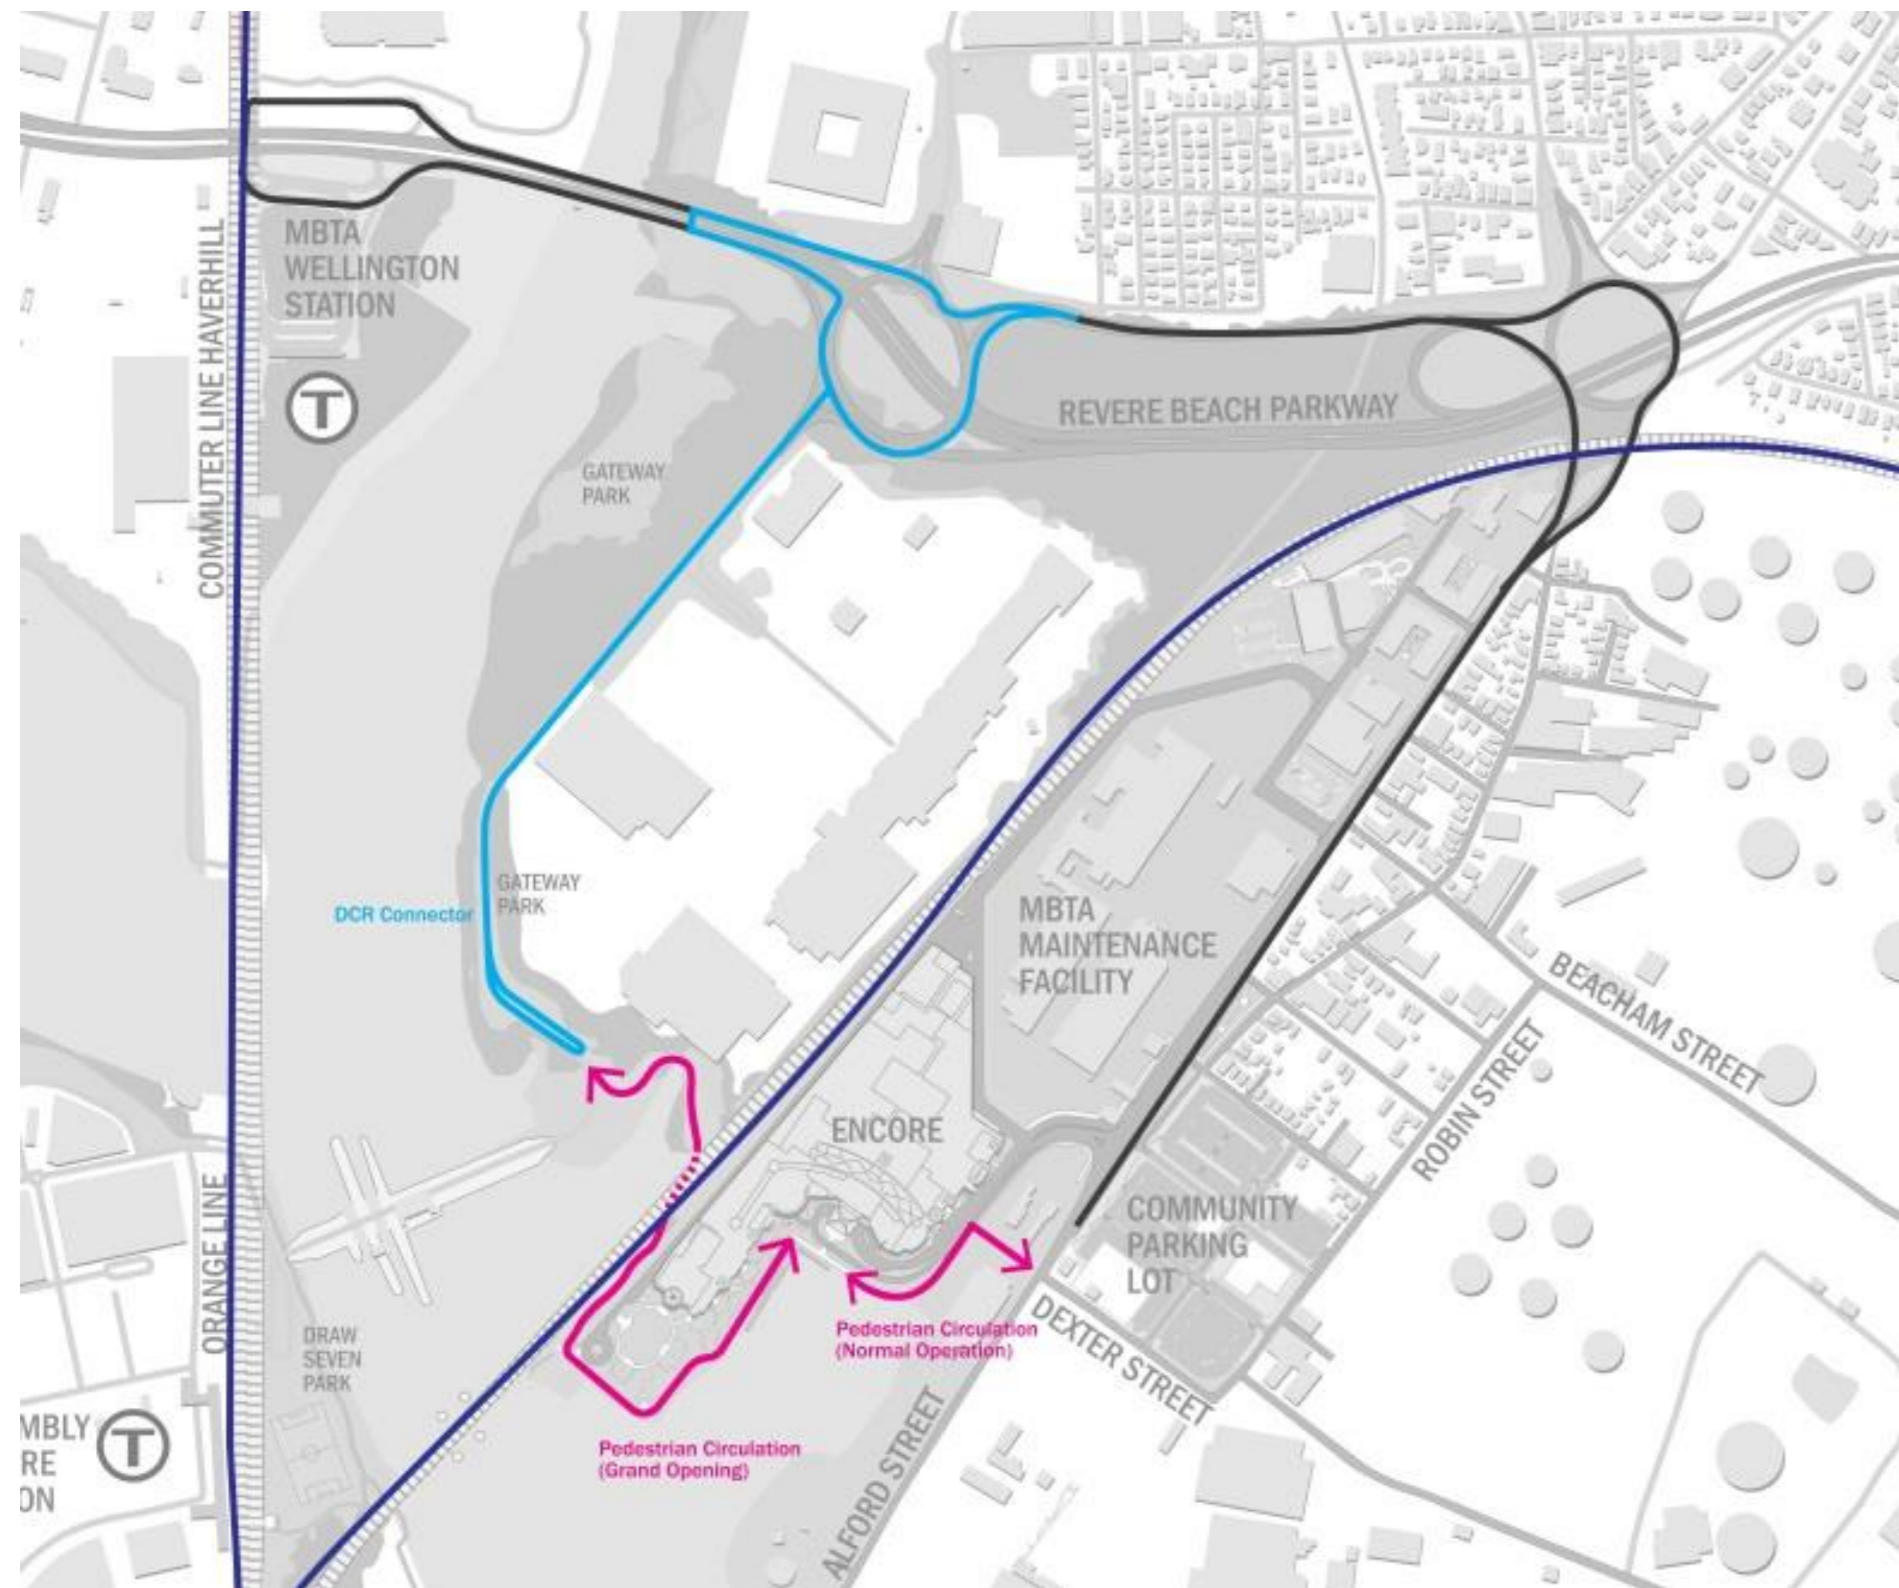 MBTA
WELLINGTON
STATION
T
COMMUTER LINE HAVERHILL
REVERE BEACH PARKWAY
GATEWAY
PARK
DCR Connector
GATEWAY
PARK
MBTA
MAINTENANCE
FACILITY
BEACHAM STREET
ROBIN STREET
ENCORE
COMMUNITY
PARKING
LOT
DEXTER STREET
ORANGE LINE
DRAW
SEVEN
PARK
Pedestrian Circulation
(Normal Operation)
Pedestrian Circulation
(Grand Opening)
ALFORD STREET
MBLY
RE
ON
T